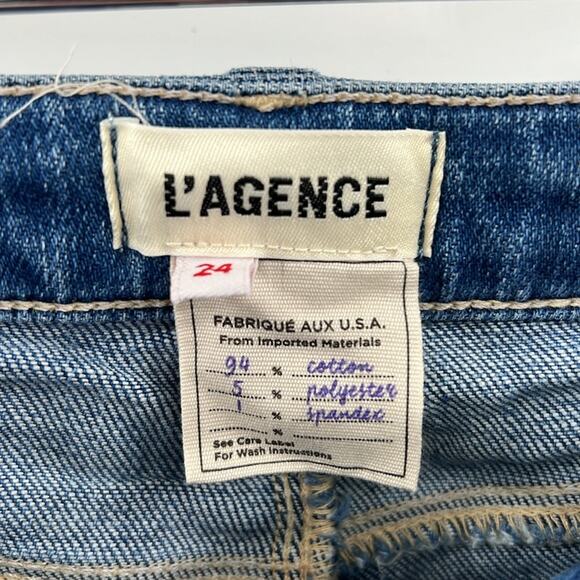 L'AGENCE
24
FABRIQUÉ AUX U.S.A.
From Imported Materials
94 % cotton
5 % polyester
1 % spandex
%
See Care Label
For Wash Instructions